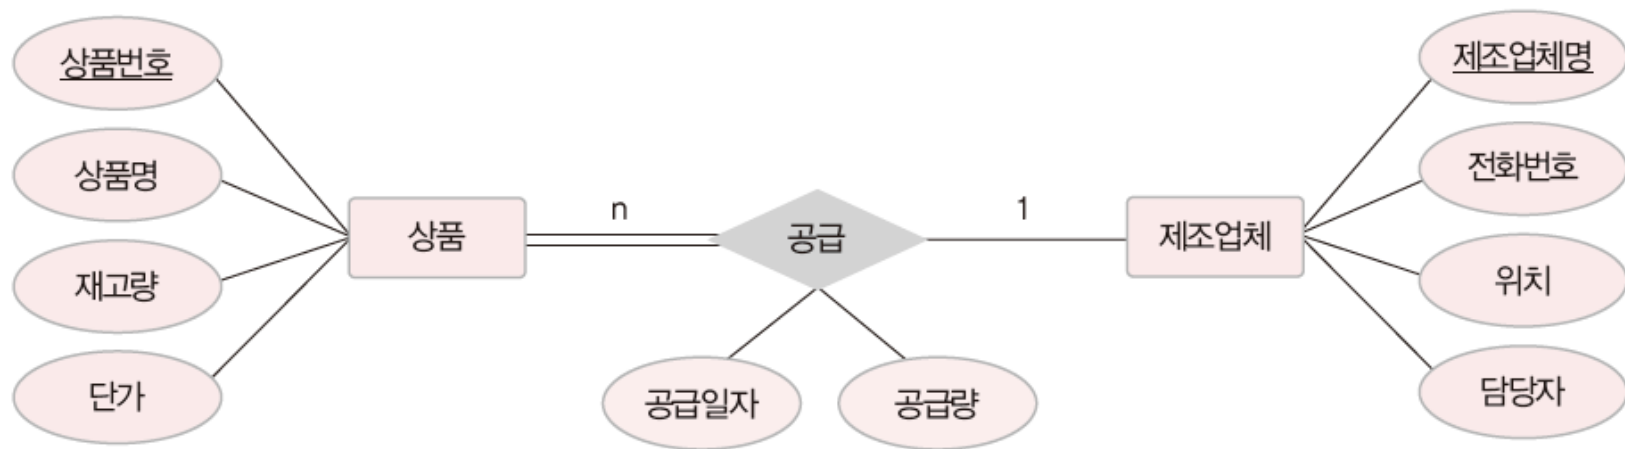 상품번호
상품명
재고량
단가
상품
n
공급
1
제조업체
공급일자
공급량
제조업체명
전화번호
위치
담당자